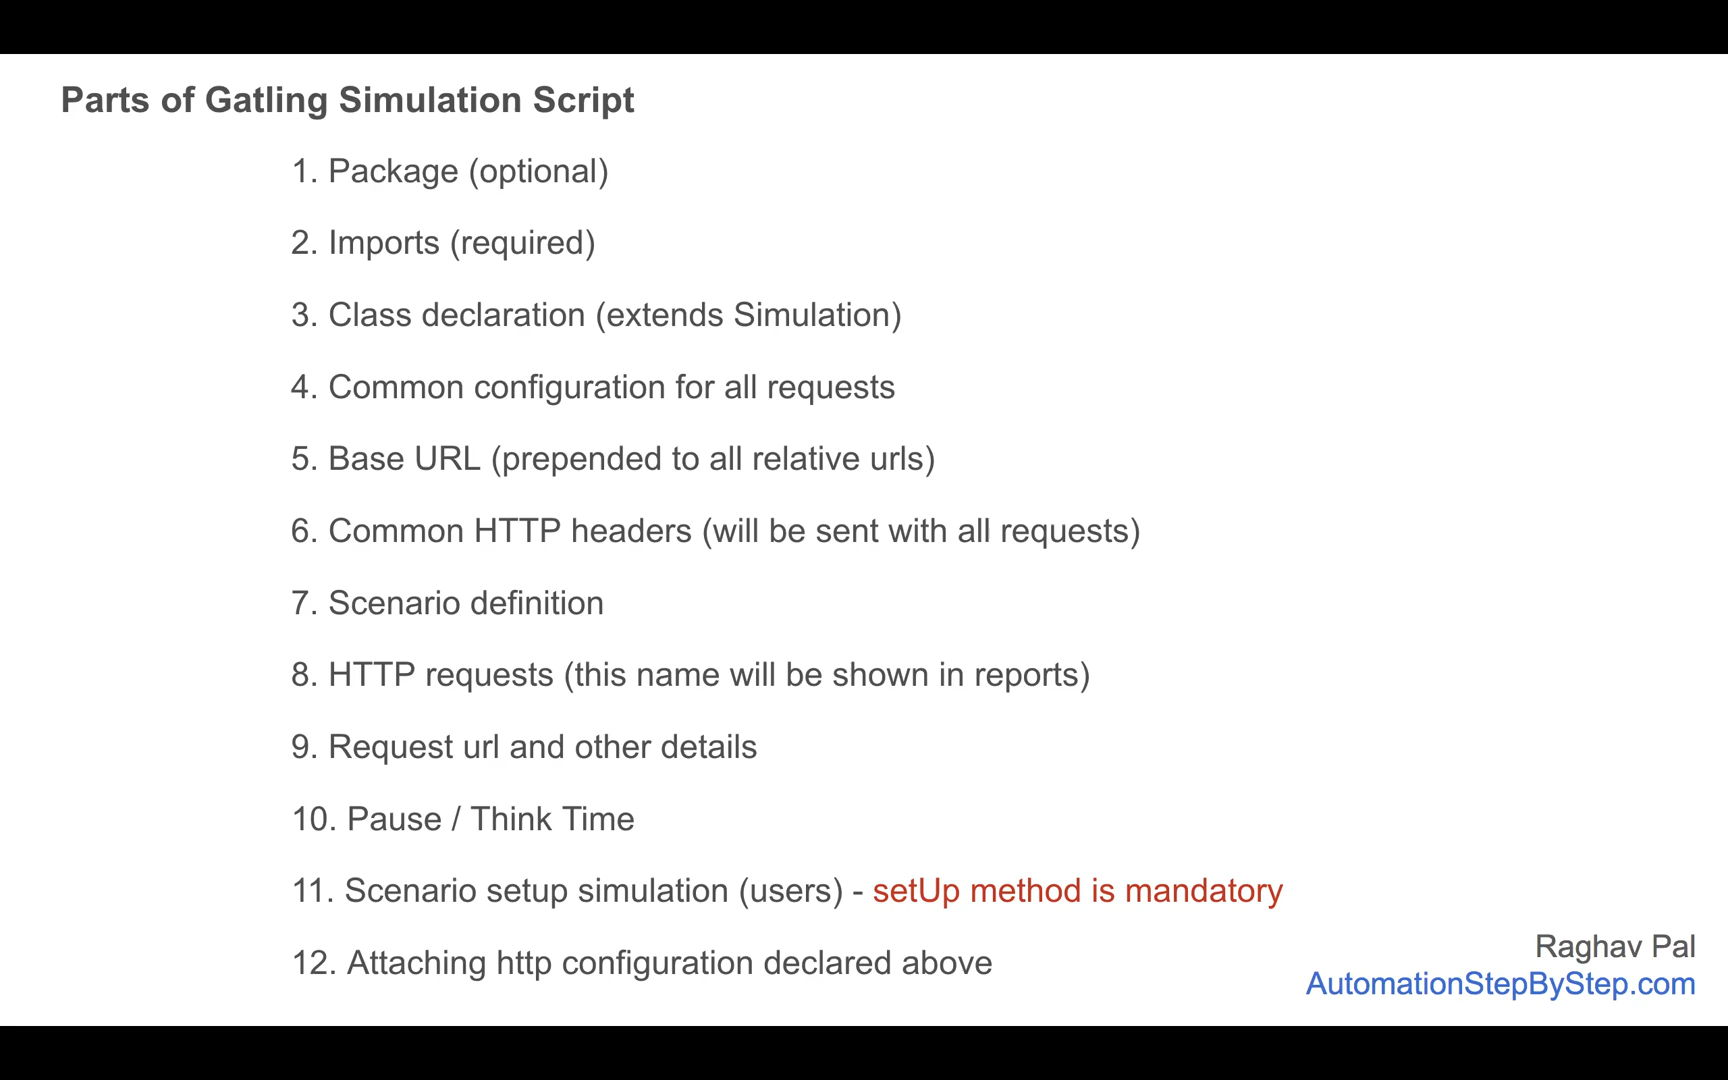 Parts of Gatling Simulation Script
1. Package (optional)
2. Imports (required)
3. Class declaration (extends Simulation)
4. Common configuration for all requests
5. Base URL (prepended to all relative urls)
6. Common HTTP headers (will be sent with all requests)
7. Scenario definition
8. HTTP requests (this name will be shown in reports)
9. Request url and other details
10. Pause / Think Time
11. Scenario setup simulation (users) - setUp method is mandatory
12. Attaching http configuration declared above
Raghav Pal
AutomationStepByStep.com